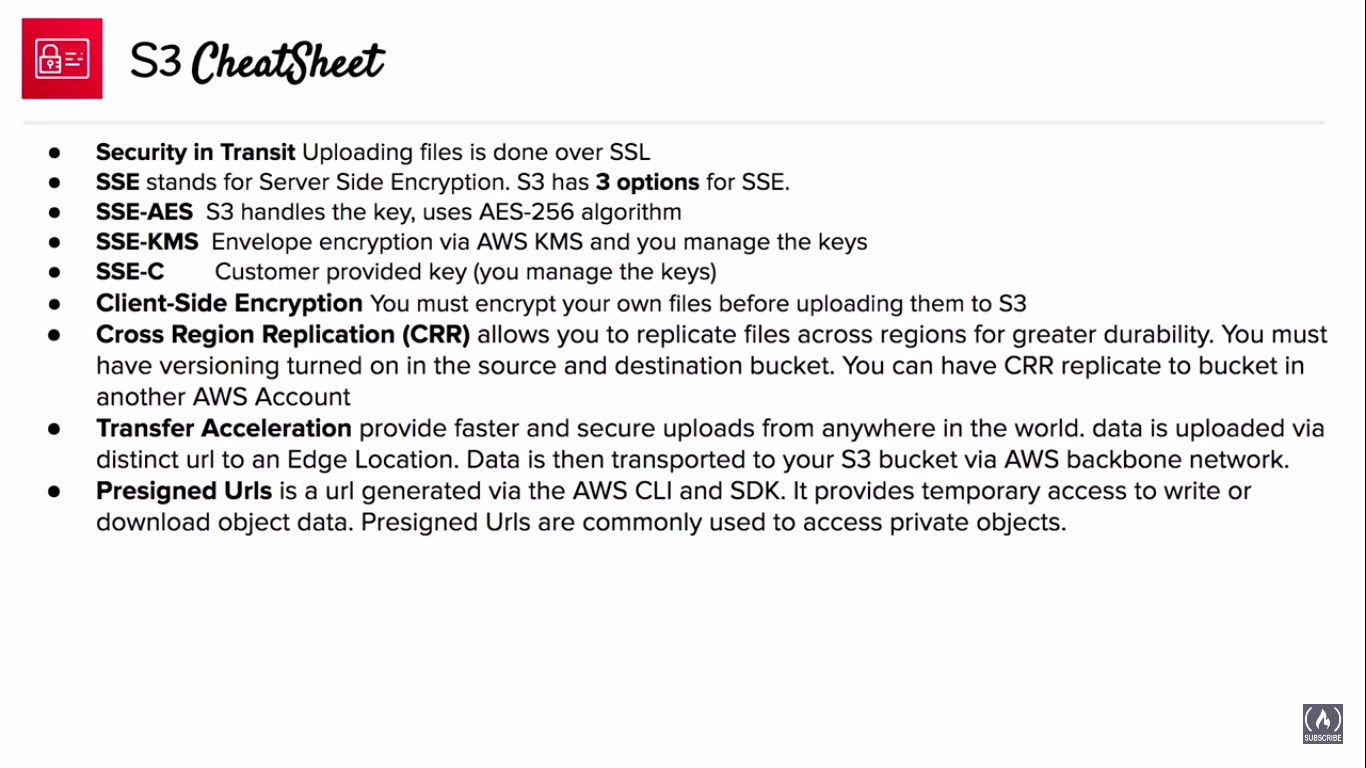 S3 CheatSheet
● Security in Transit Uploading files is done over SSL
● SSE stands for Server Side Encryption. S3 has 3 options for SSE.
● SSE-AES S3 handles the key, uses AES-256 algorithm
● SSE-KMS Envelope encryption via AWS KMS and you manage the keys
● SSE-C Customer provided key (you manage the keys)
● Client-Side Encryption You must encrypt your own files before uploading them to S3
● Cross Region Replication (CRR) allows you to replicate files across regions for greater durability. You must
have versioning turned on in the source and destination bucket. You can have CRR replicate to bucket in
another AWS Account
● Transfer Acceleration provide faster and secure uploads from anywhere in the world. data is uploaded via
distinct url to an Edge Location. Data is then transported to your S3 bucket via AWS backbone network.
● Presigned Urls is a url generated via the AWS CLI and SDK. It provides temporary access to write or
download object data. Presigned Urls are commonly used to access private objects.
SUBSCRIBE